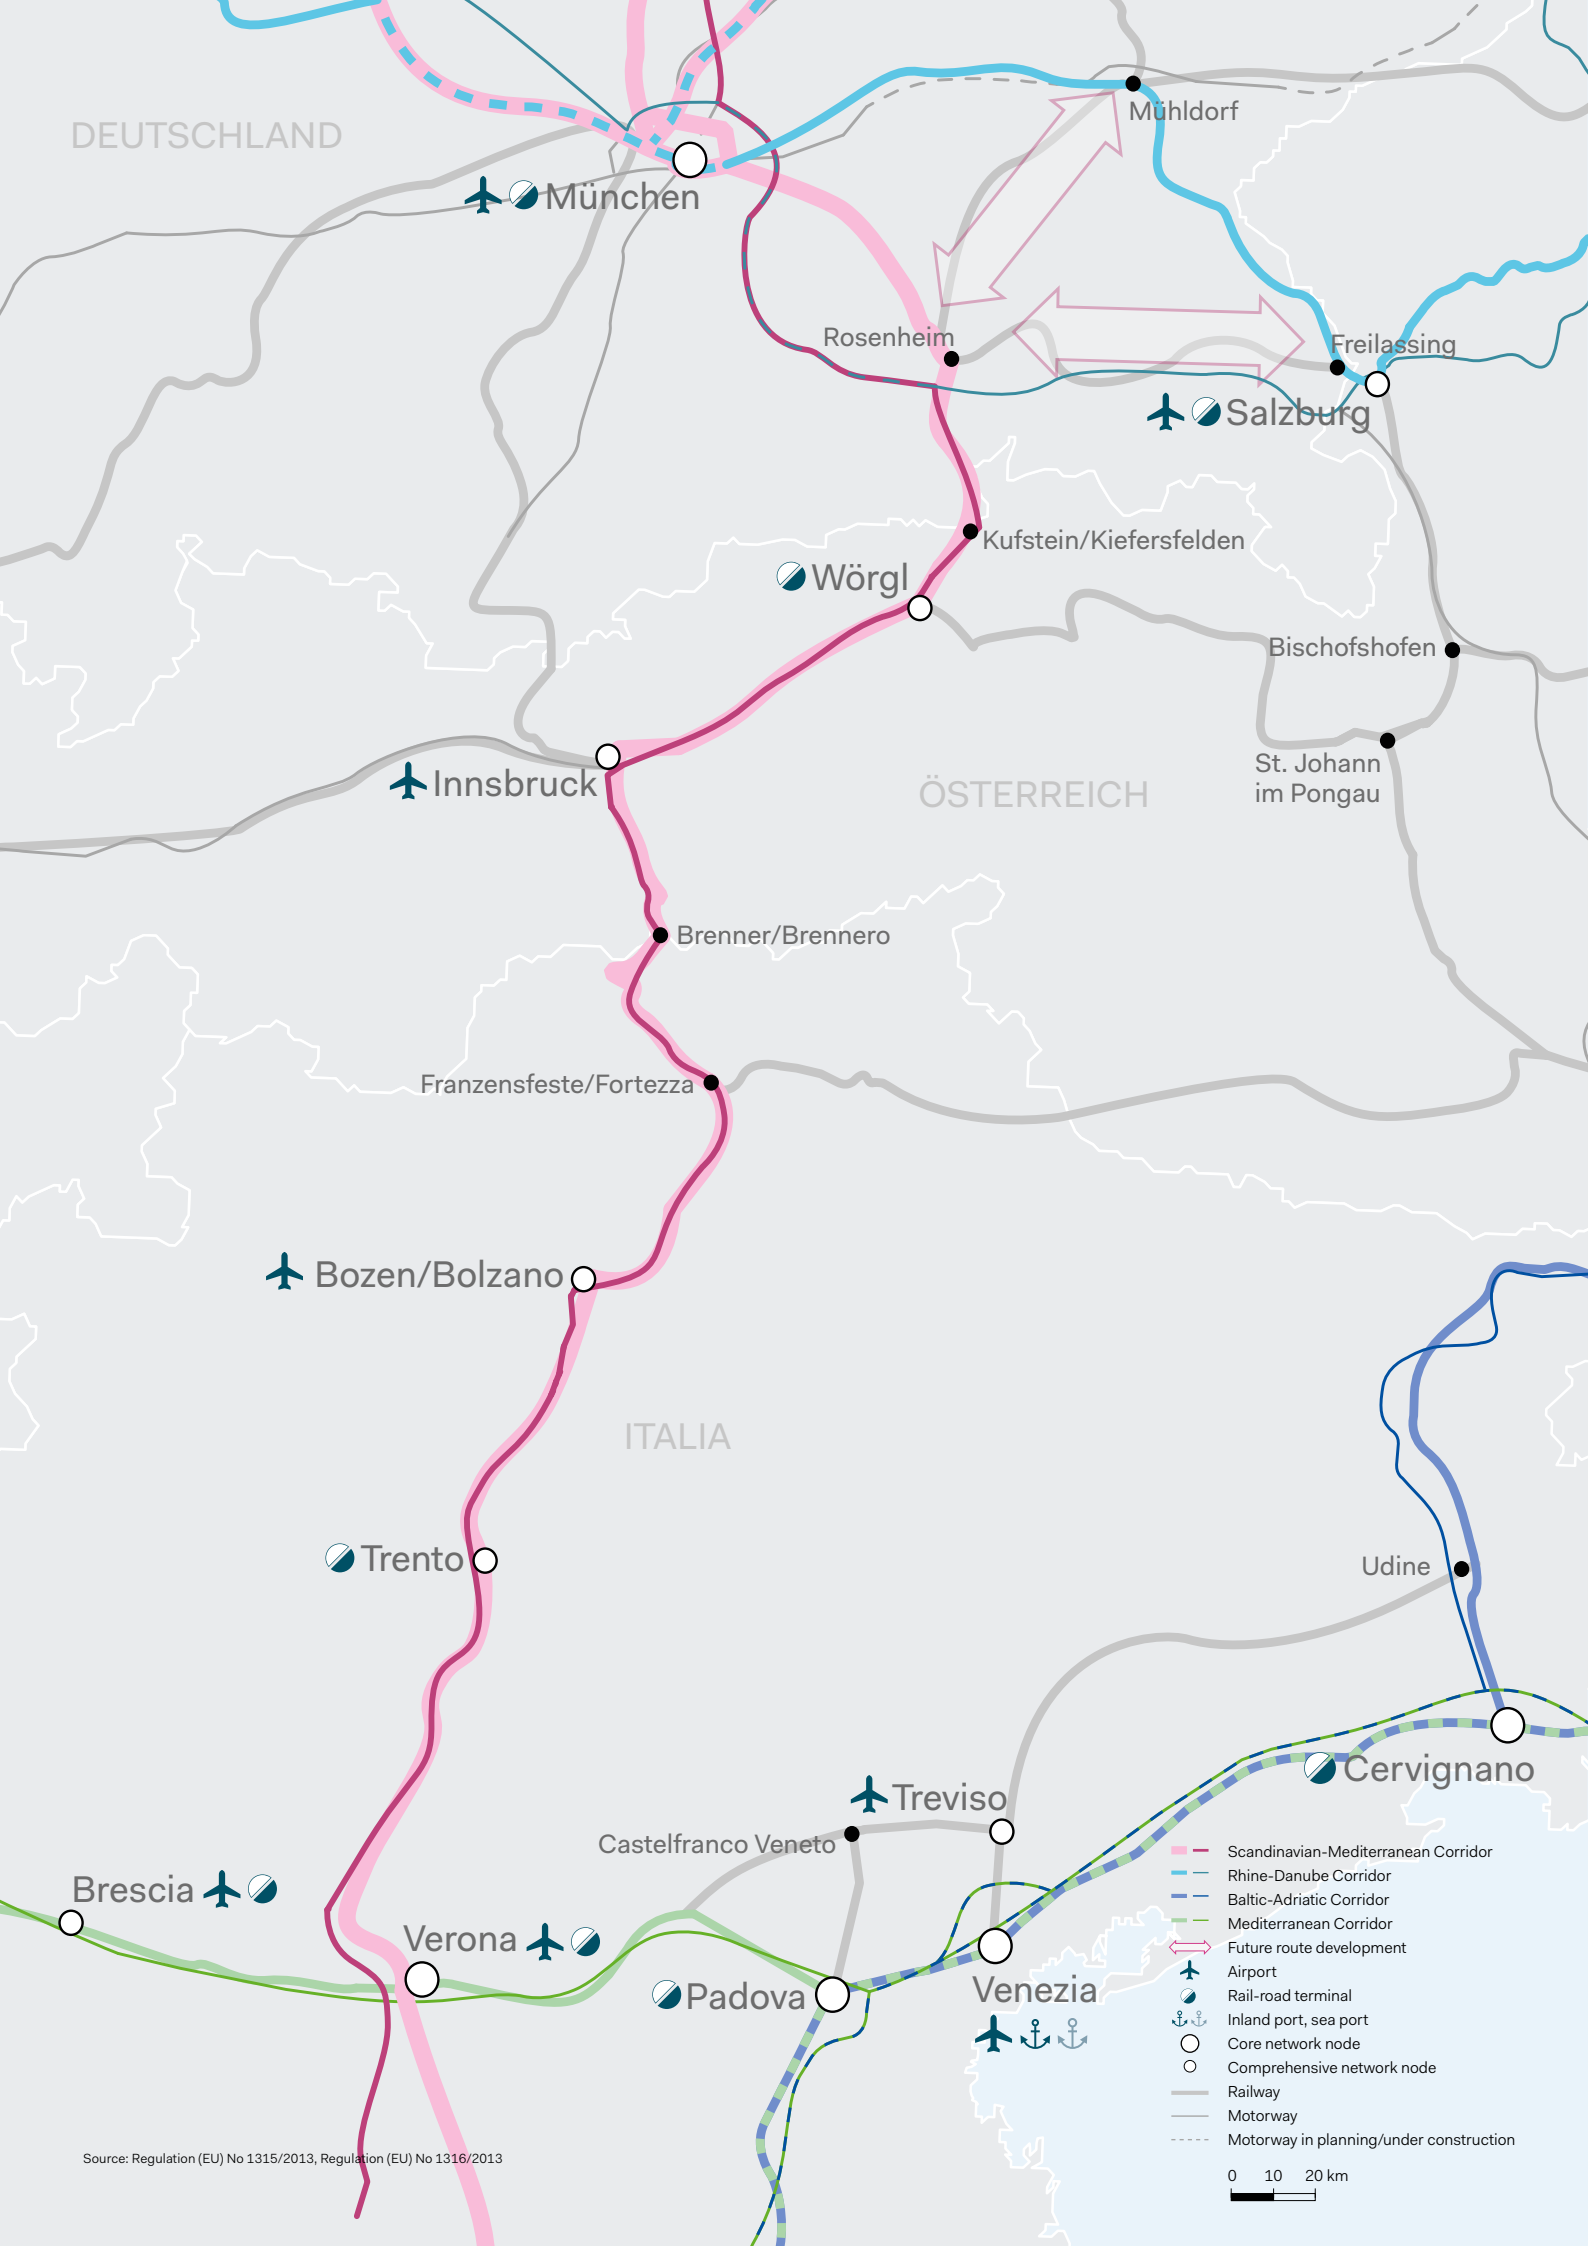 DEUTSCHLAND
Mühldorf
München
Rosenheim
Freilassing
Salzburg
Kufstein/Kiefersfelden
Wörgl
Bischofshofen
St. Johann
im Pongau
Innsbruck
ÖSTERREICH
Brenner/Brennero
Franzensfeste/Fortezza
Bozen/Bolzano
ITALIA
Trento
Udine
Cervignano
Treviso
Castelfranco Veneto
Brescia
Verona
Padova
Venezia
Scandinavian-Mediterranean Corridor
Rhine-Danube Corridor
Baltic-Adriatic Corridor
Mediterranean Corridor
Future route development
Airport
Rail-road terminal
Inland port, sea port
Core network node
Comprehensive network node
Railway
Motorway
Motorway in planning/under construction
0 10 20 km
Source: Regulation (EU) No 1315/2013, Regulation (EU) No 1316/2013